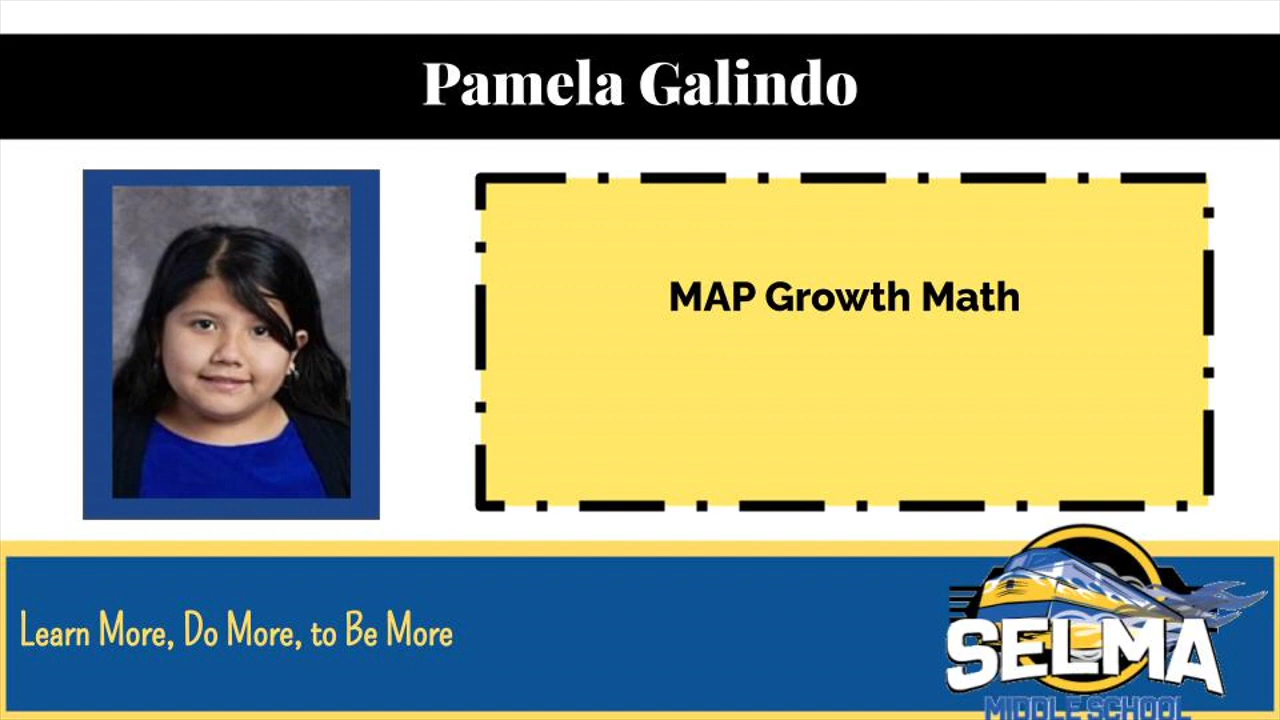 Pamela Galindo
MAP Growth Math
Learn More, Do More, to Be More
SELMA
MIDDLE SCHOOL